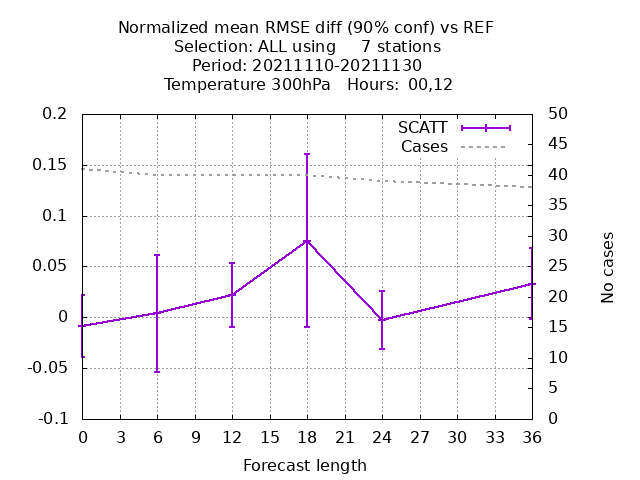 Normalized mean RMSE diff (90% conf) vs REF
Selection: ALL using     7 stations
Period: 20211110-20211130
Temperature 300hPa   Hours: 00,12
0.2
0.15
0.1
0.05
0
-0.05
-0.1
50
45
40
35
30
25
20
15
10
5
0
SCATT
Cases
No cases
0 3 6 9 12 15 18 21 24 27 30 33 36
Forecast length